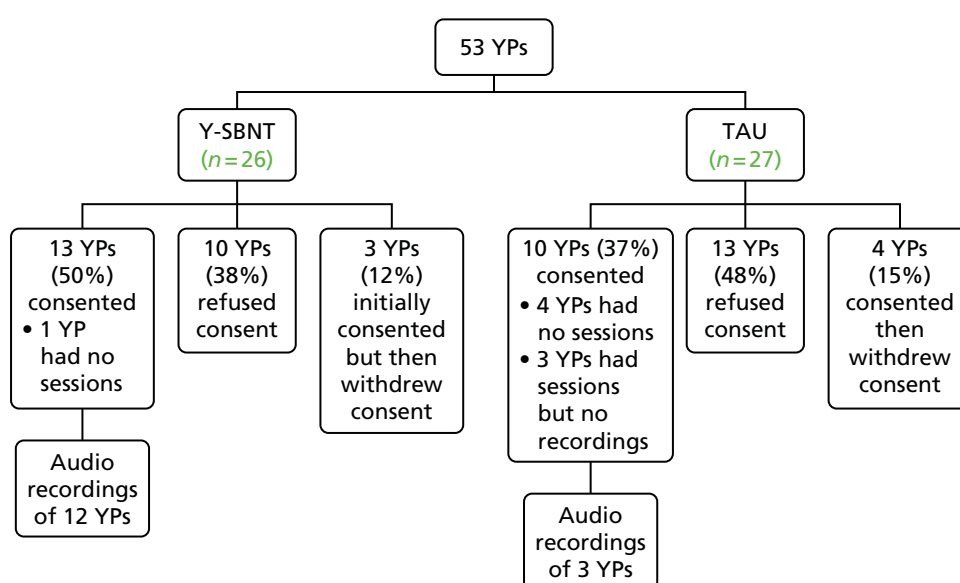 53 YPs
Y-SBNT
(n=26)
TAU
(n=27)
13 YPs
(50%)
consented
• 1 YP
had no
sessions
10 YPs
(38%)
refused
consent
3 YPs
(12%)
initially
consented
but then
withdrew
consent
10 YPs (37%)
consented
• 4 YPs had
no sessions
• 3 YPs had
sessions
but no
recordings
13 YPs
(48%)
refused
consent
4 YPs
(15%)
consented
then
withdrew
consent
Audio
recordings
of 12 YPs
Audio
recordings
of 3 YPs